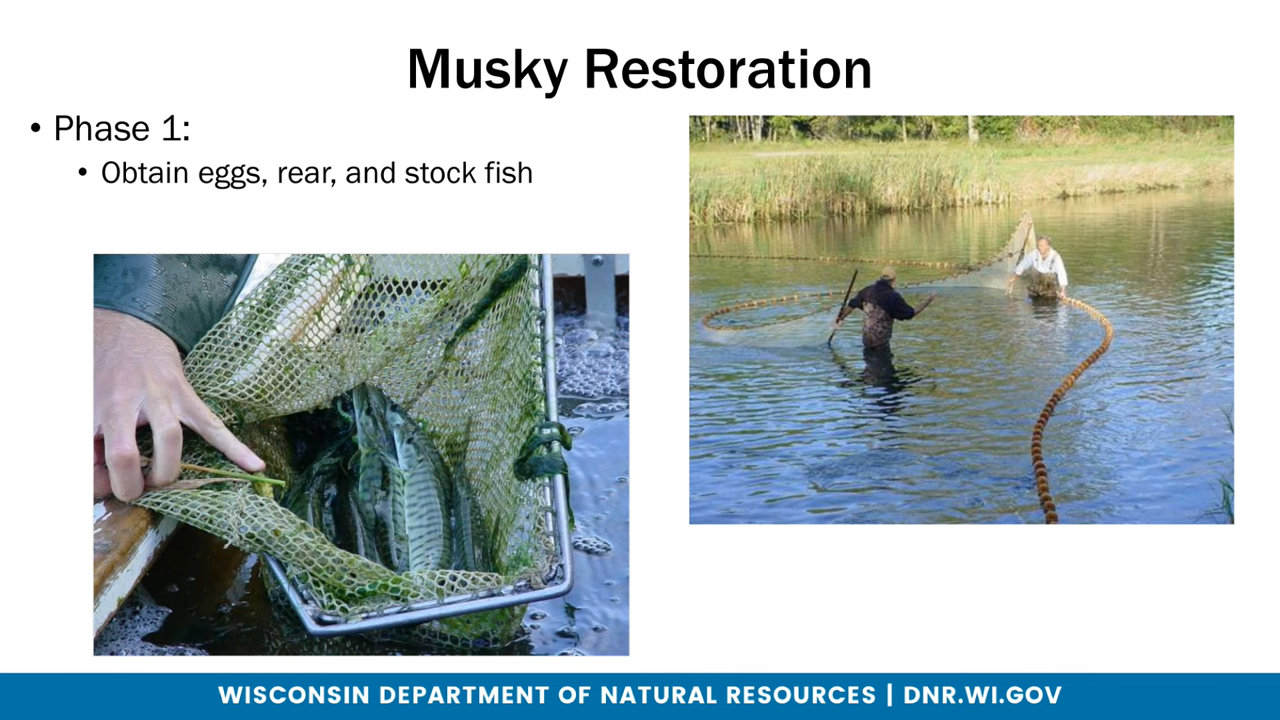 Musky Restoration
• Phase 1:
• Obtain eggs, rear, and stock fish
WISCONSIN DEPARTMENT OF NATURAL RESOURCES | DNR.WI.GOV